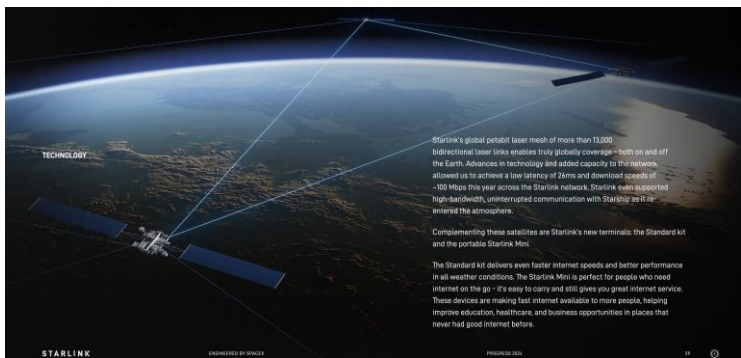 TECHNOLOGY
Starlink's global petabit laser mesh of more than 13,000
bidirectional laser links enables truly globally coverage – both on and off
the Earth. Advances in technology and added capacity to the network
allowed us to achieve a low latency of 26ms and download speeds of
~100 Mbps this year across the Starlink network. Starlink even supported
high-bandwidth, uninterrupted communication with Starship as it re-
entered the atmosphere.
Complementing these satellites are Starlink's new terminals: the Standard kit
and the portable Starlink Mini.
The Standard kit delivers even faster internet speeds and better performance
in all weather conditions. The Starlink Mini is perfect for people who need
internet on the go – it's easy to carry and still gives you great internet service.
These devices are making fast internet available to more people, helping
improve education, healthcare, and business opportunities in places that
never had good internet before.
STARLINK ENGINEERED BY SPACEX PROGRESS 2024 29